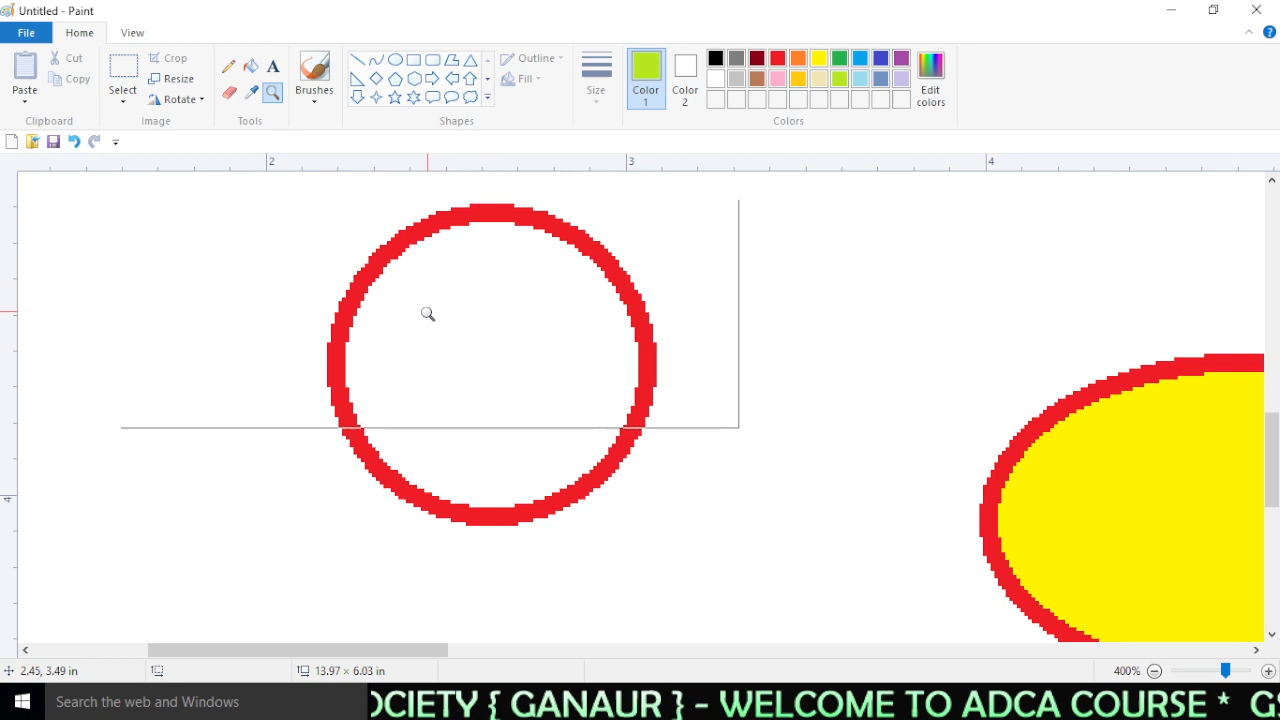 Untitled - Paint
File Home View
Paste
Cut
Copy
Clipboard
Select
Crop
Resize
Rotate
Image
A
Tools
Brushes
Shapes
Outline
Fill
Size
Color 1
Color 2
Edit colors
Colors
2 3 4
4
2.45, 3.49 in
13.97 × 6.03 in
400%
Search the web and Windows
OCIETY { GANAUR } - WELCOME TO ADCA COURSE * GS